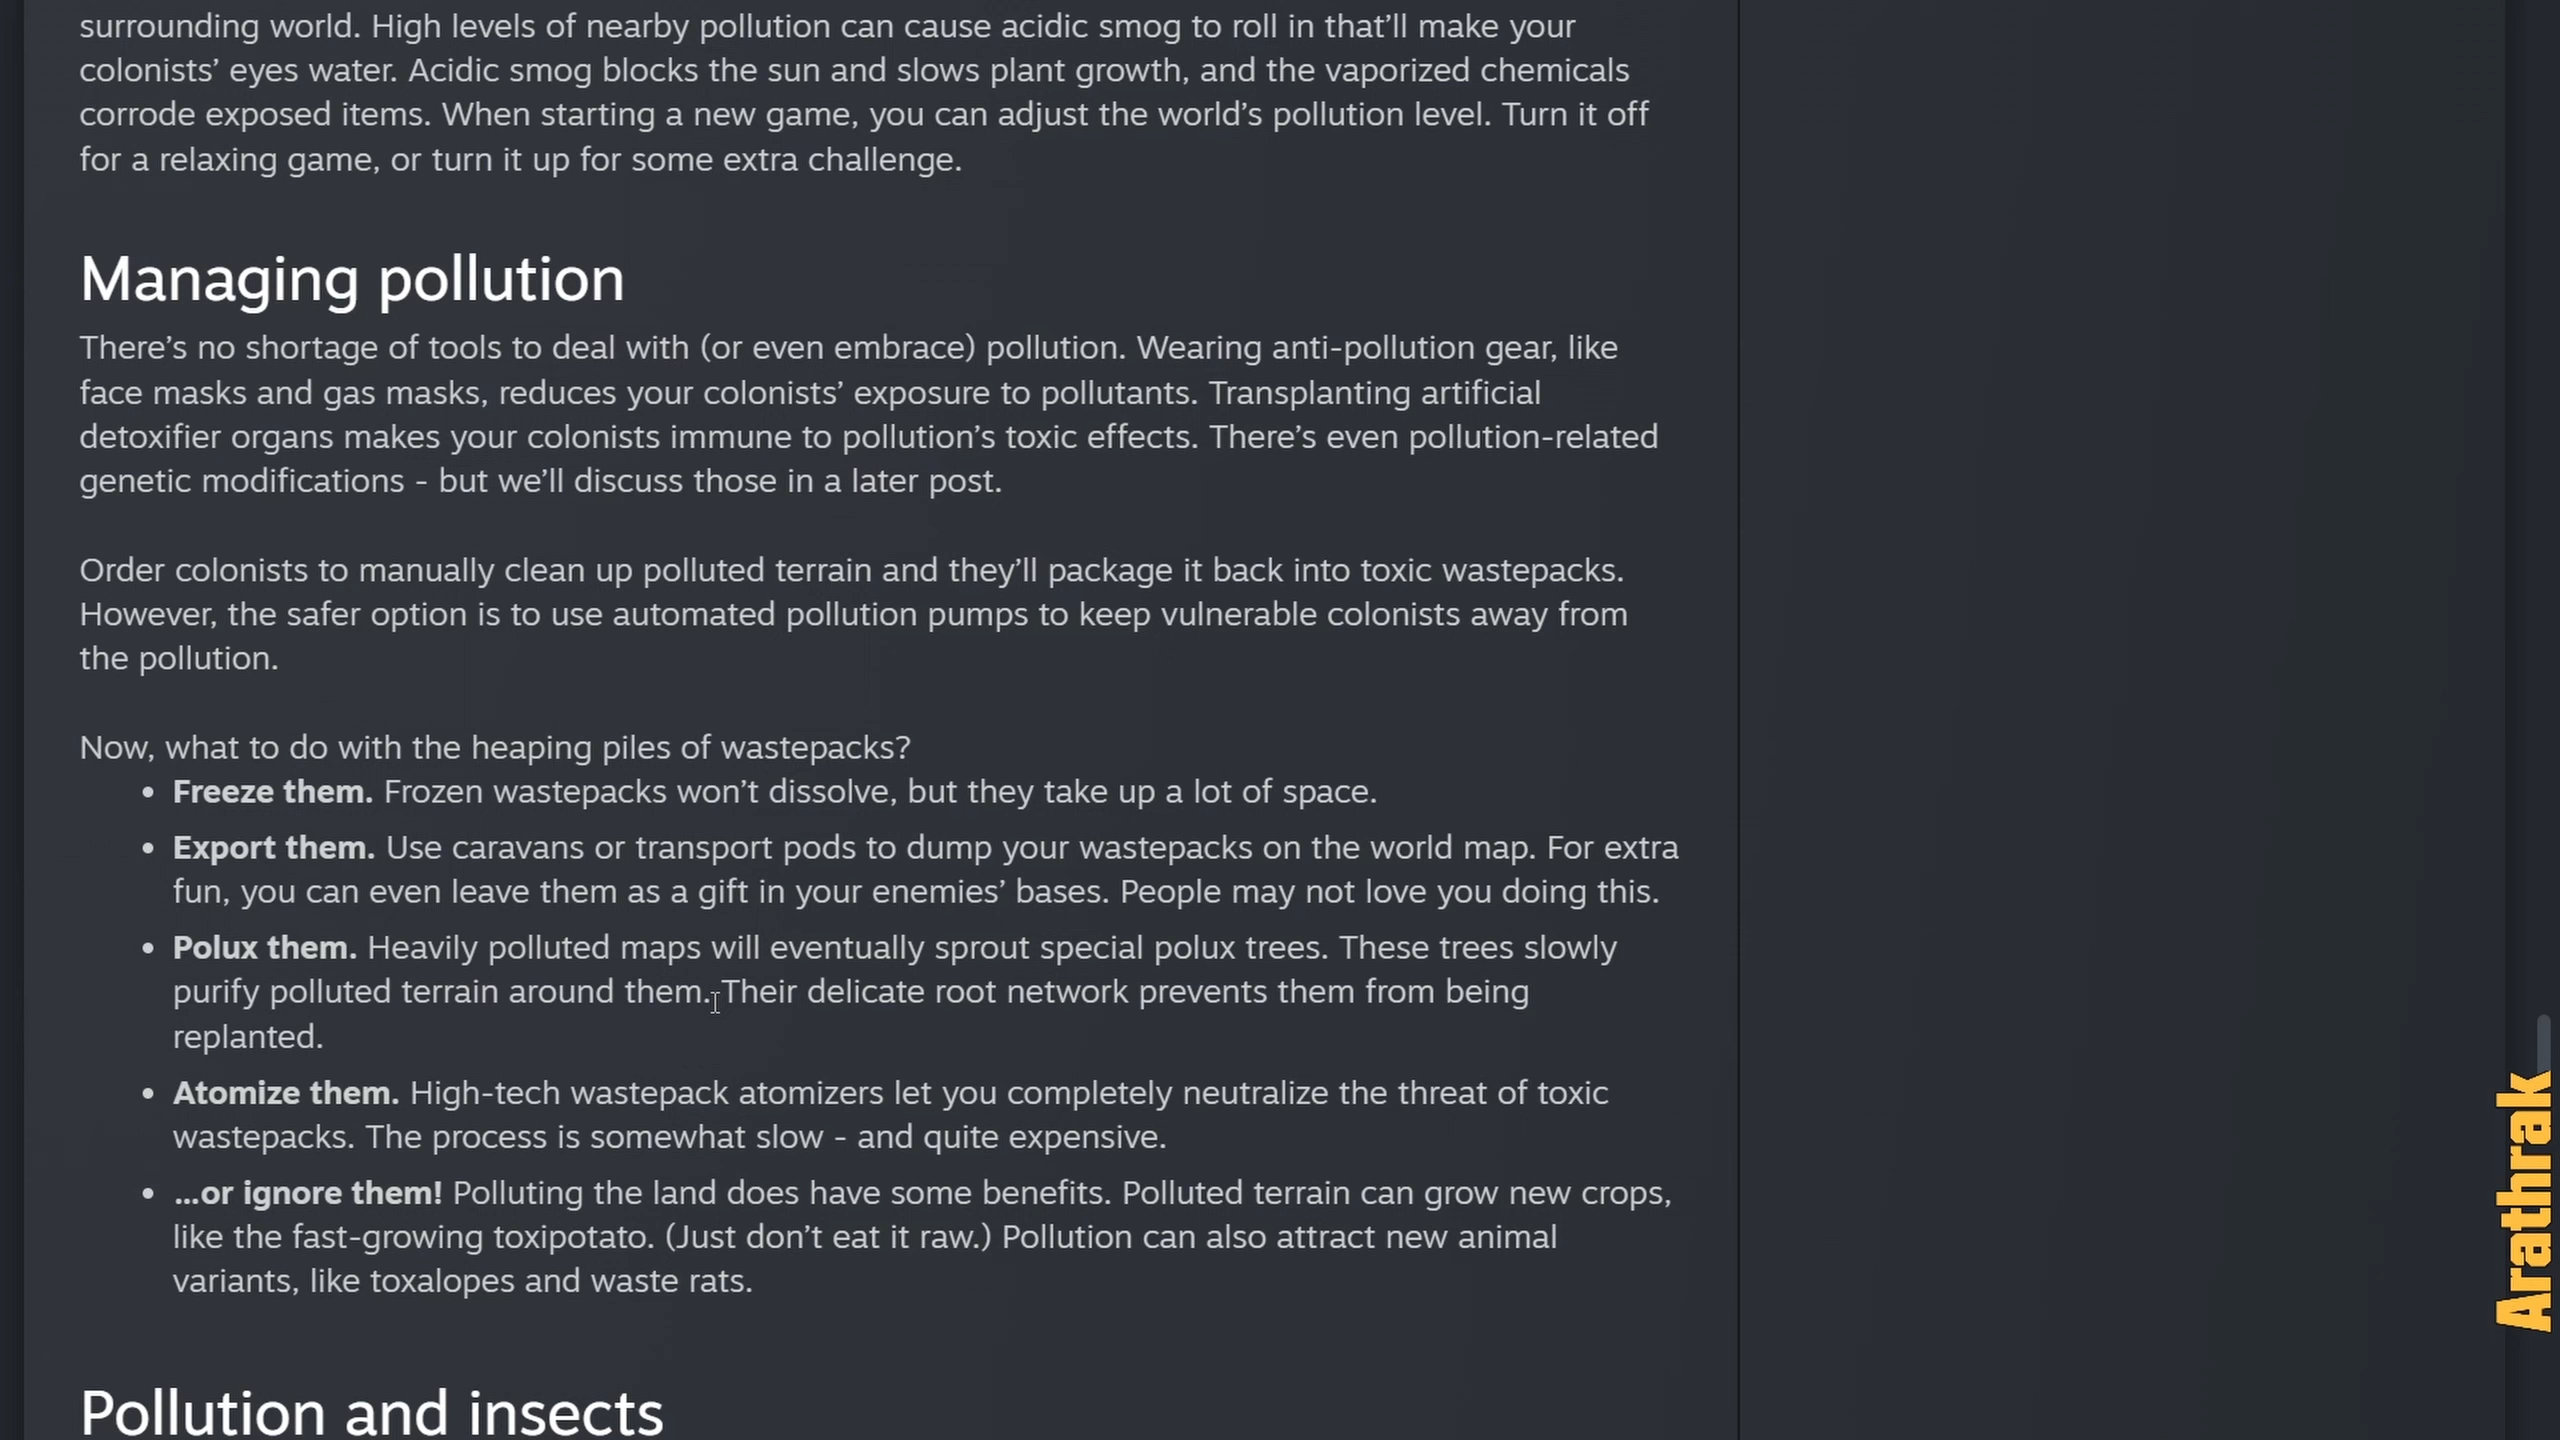 surrounding world. High levels of nearby pollution can cause acidic smog to roll in that’ll make your
colonists’ eyes water. Acidic smog blocks the sun and slows plant growth, and the vaporized chemicals
corrode exposed items. When starting a new game, you can adjust the world’s pollution level. Turn it off
for a relaxing game, or turn it up for some extra challenge.
Managing pollution
There’s no shortage of tools to deal with (or even embrace) pollution. Wearing anti-pollution gear, like
face masks and gas masks, reduces your colonists’ exposure to pollutants. Transplanting artificial
detoxifier organs makes your colonists immune to pollution’s toxic effects. There’s even pollution-related
genetic modifications - but we’ll discuss those in a later post.
Order colonists to manually clean up polluted terrain and they’ll package it back into toxic wastepacks.
However, the safer option is to use automated pollution pumps to keep vulnerable colonists away from
the pollution.
Now, what to do with the heaping piles of wastepacks?
• Freeze them. Frozen wastepacks won’t dissolve, but they take up a lot of space.
• Export them. Use caravans or transport pods to dump your wastepacks on the world map. For extra
fun, you can even leave them as a gift in your enemies’ bases. People may not love you doing this.
• Polux them. Heavily polluted maps will eventually sprout special polux trees. These trees slowly
purify polluted terrain around them. Their delicate root network prevents them from being
replanted.
• Atomize them. High-tech wastepack atomizers let you completely neutralize the threat of toxic
wastepacks. The process is somewhat slow - and quite expensive.
• ...or ignore them! Polluting the land does have some benefits. Polluted terrain can grow new crops,
like the fast-growing toxipotato. (Just don’t eat it raw.) Pollution can also attract new animal
variants, like toxalopes and waste rats.
Pollution and insects
Arathrak